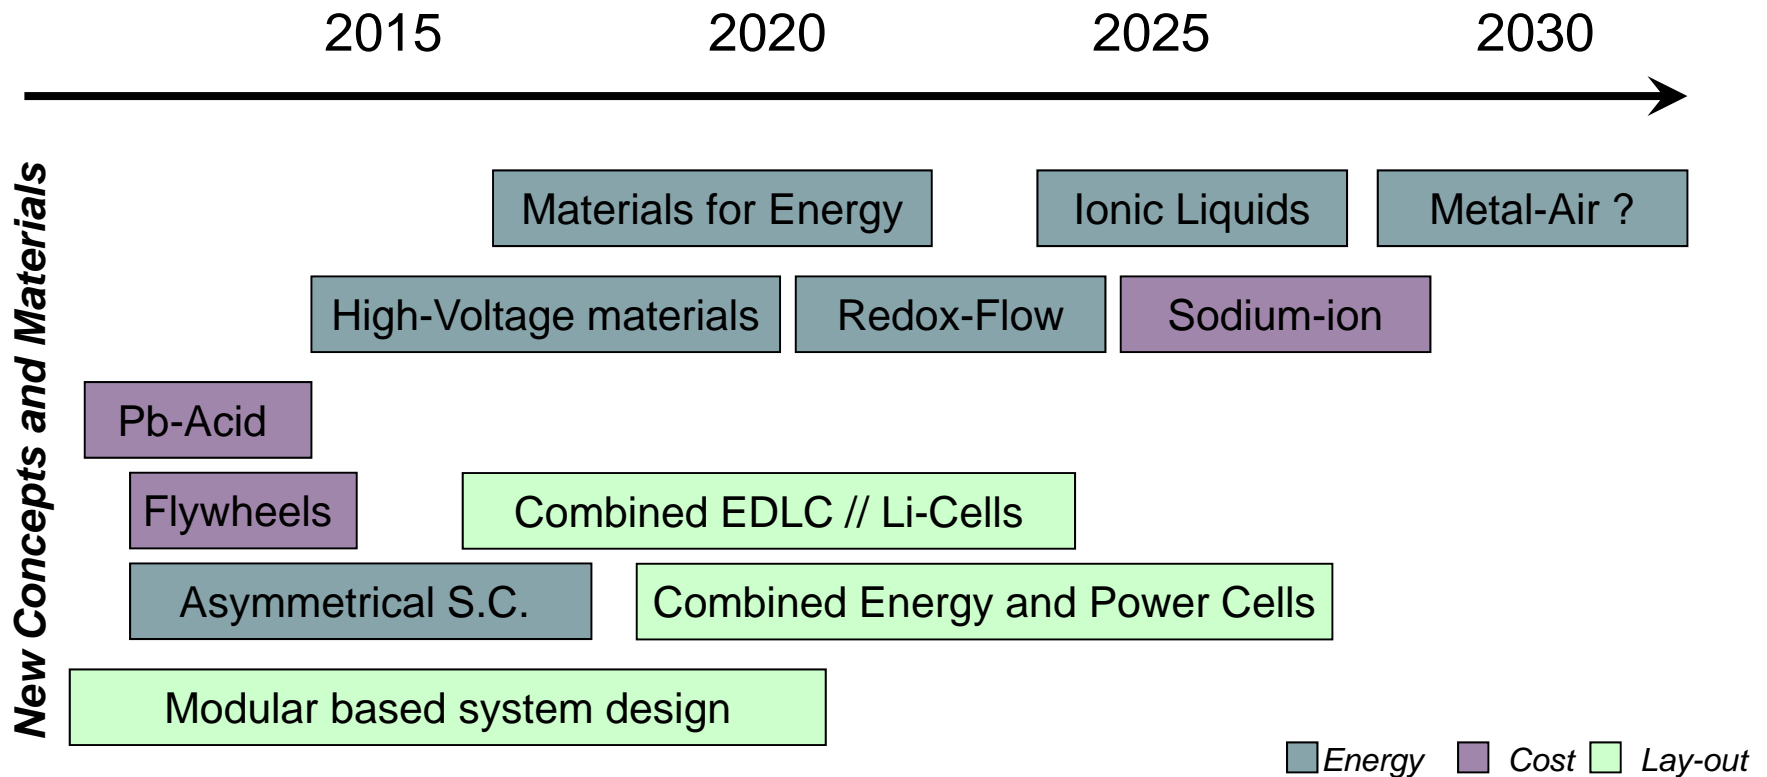 2015 2020 2025 2030
New Concepts and Materials
Materials for Energy Ionic Liquids Metal-Air ?
High-Voltage materials Redox-Flow Sodium-ion
Pb-Acid
Flywheels Combined EDLC // Li-Cells
Asymmetrical S.C. Combined Energy and Power Cells
Modular based system design
Energy Cost Lay-out